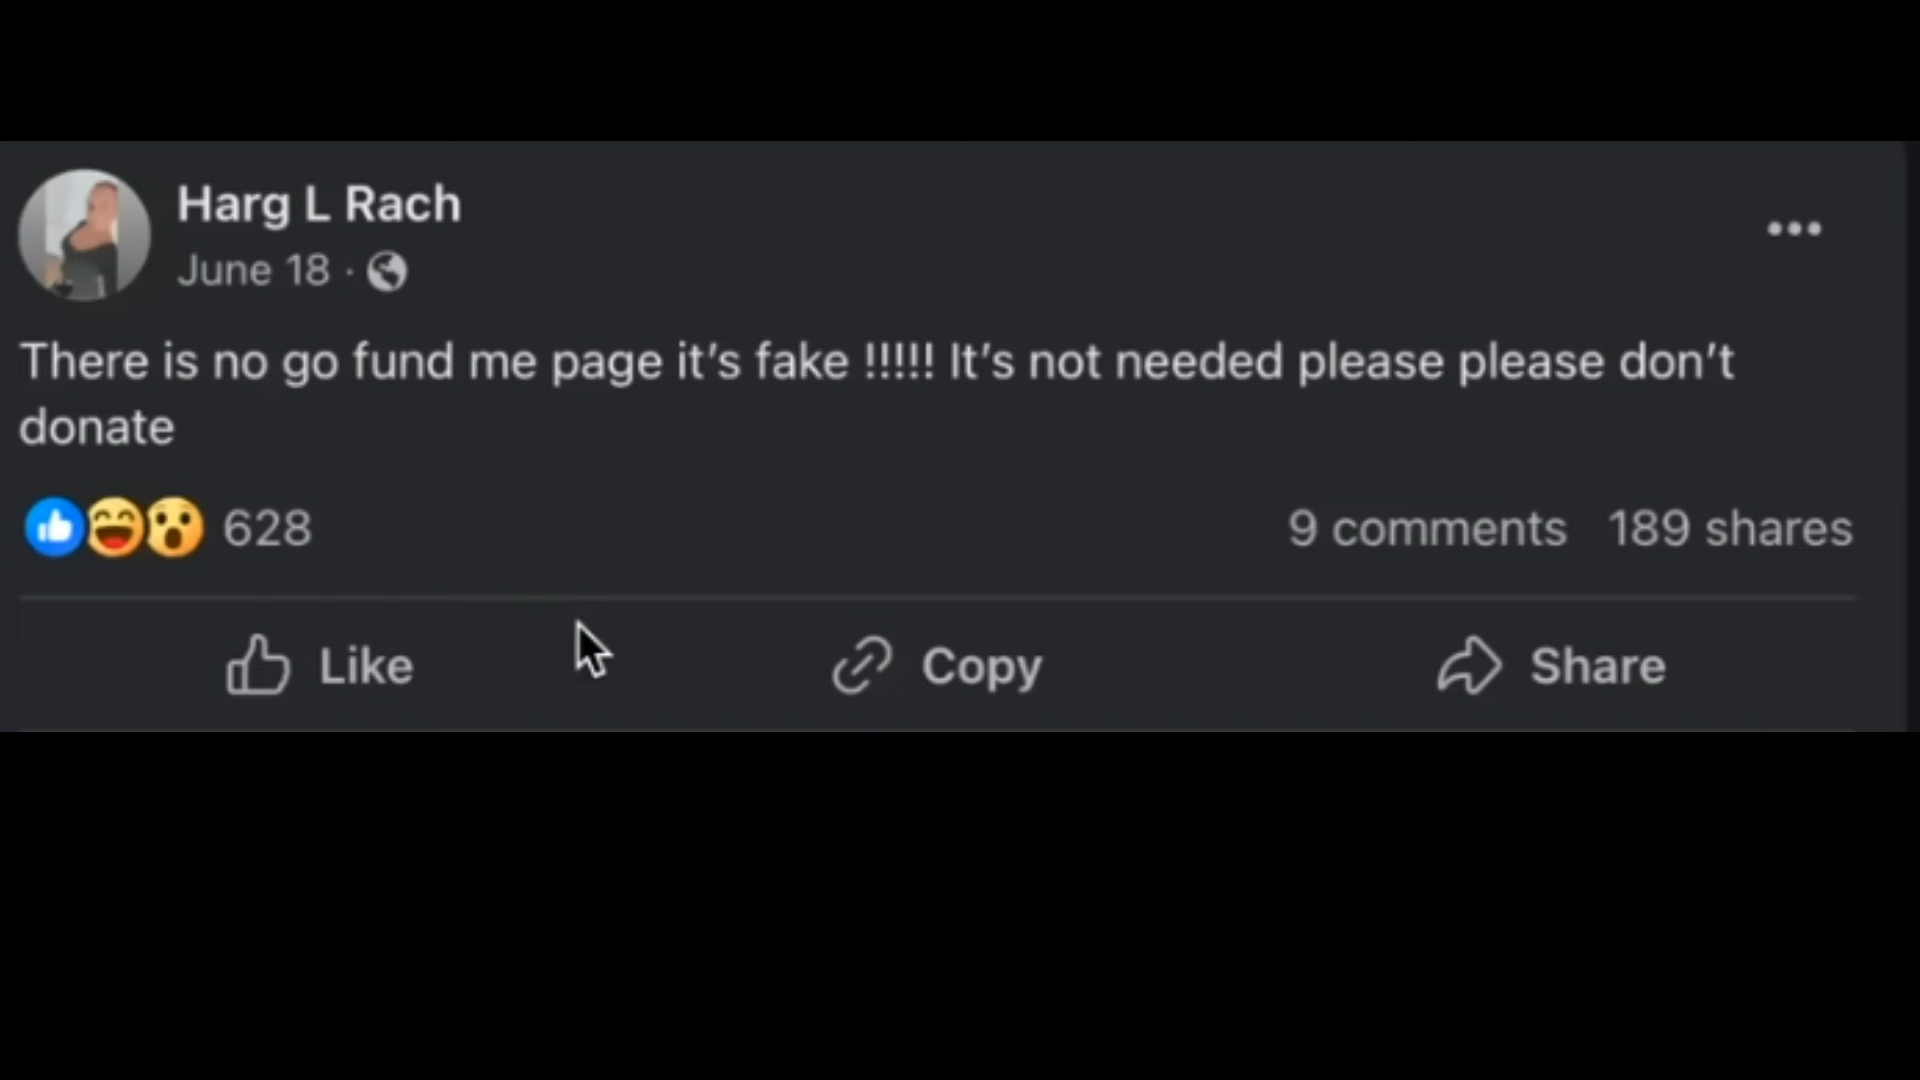 Harg L Rach
June 18 ·
There is no go fund me page it's fake !!!!! It's not needed please please don't
donate
628 9 comments 189 shares
Like Copy Share